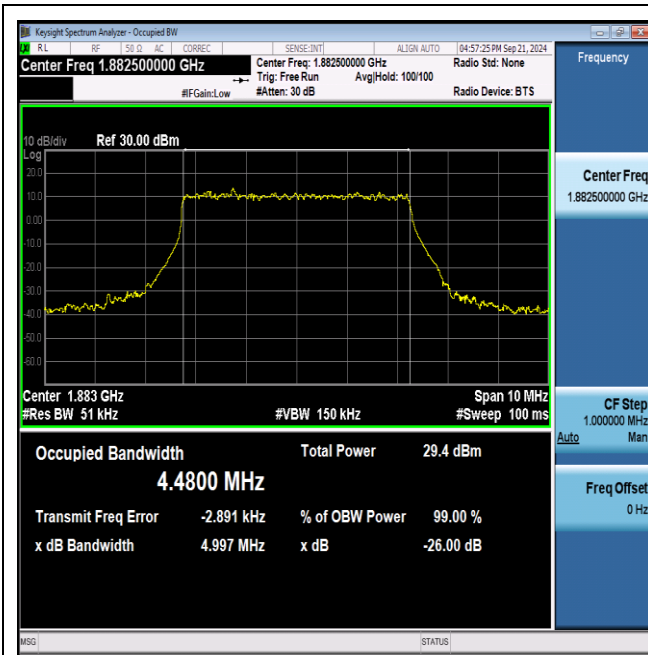 Keysight Spectrum Analyzer - Occupied BW
RL RF 50 Ω AC CORREC SENSE:INT ALIGN AUTO 04:57:25 PM Sep 21, 2024
Center Freq 1.882500000 GHz Center Freq: 1.882500000 GHz Radio Std: None Frequency
Trig: Free Run Avg|Hold: 100/100
#IFGain:Low #Atten: 30 dB Radio Device: BTS
10 dB/div Ref 30.00 dBm
Log
20.0
10.0
0.00
-10.0
-20.0
-30.0
-40.0
-50.0
-60.0
Center Freq
1.882500000 GHz
Center 1.883 GHz Span 10 MHz
#Res BW 51 kHz #VBW 150 kHz #Sweep 100 ms
CF Step
1.000000 MHz
Auto Man
Occupied Bandwidth Total Power 29.4 dBm
4.4800 MHz
Transmit Freq Error -2.891 kHz % of OBW Power 99.00 %
x dB Bandwidth 4.997 MHz x dB -26.00 dB
Freq Offset
0 Hz
MSG STATUS